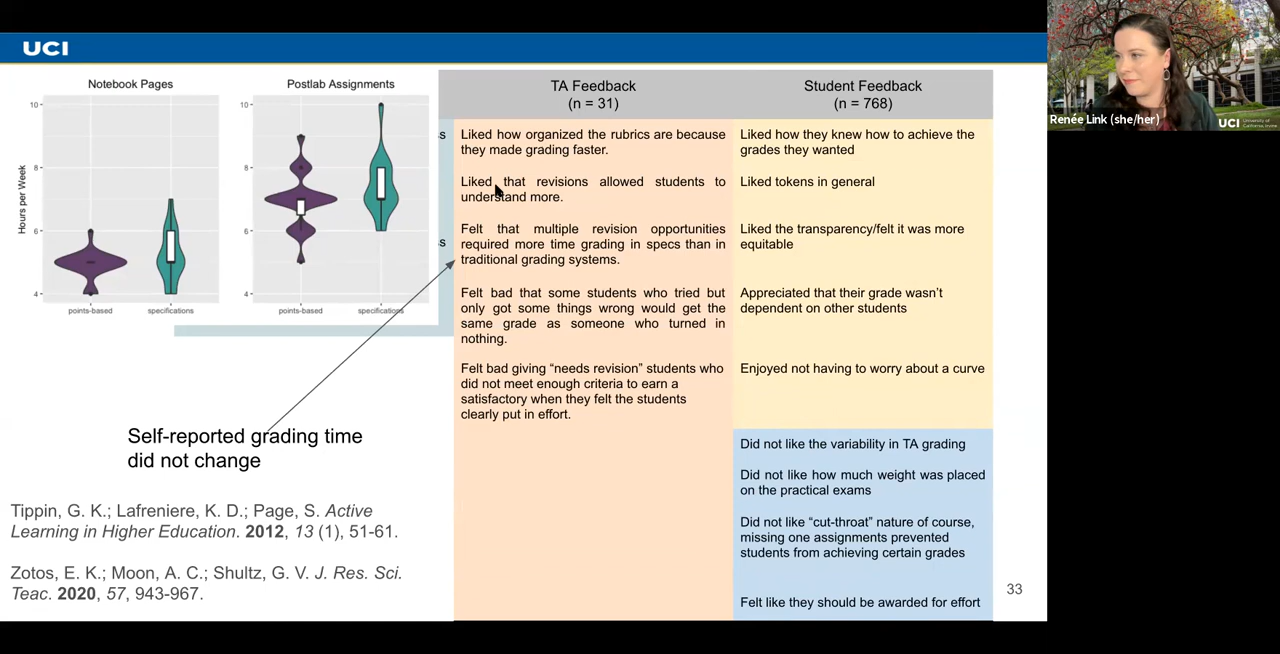 UCI
Notebook Pages
Postlab Assignments
Hours per Week
10
8
6
4
points-based
specifications
10
8
6
4
points-based
specifications
ss
ss
TA Feedback
(n = 31)
Student Feedback
(n = 768)
Liked how organized the rubrics are because
they made grading faster.
Liked that revisions allowed students to
understand more.
Felt that multiple revision opportunities
required more time grading in specs than in
traditional grading systems.
Felt bad that some students who tried but
only got some things wrong would get the
same grade as someone who turned in
nothing.
Felt bad giving “needs revision” students who
did not meet enough criteria to earn a
satisfactory when they felt the students
clearly put in effort.
Liked how they knew how to achieve the
grades they wanted
Liked tokens in general
Liked the transparency/felt it was more
equitable
Appreciated that their grade wasn’t
dependent on other students
Enjoyed not having to worry about a curve
Did not like the variability in TA grading
Did not like how much weight was placed
on the practical exams
Did not like “cut-throat” nature of course,
missing one assignments prevented
students from achieving certain grades
Felt like they should be awarded for effort
Self-reported grading time
did not change
Tippin, G. K.; Lafreniere, K. D.; Page, S. Active
Learning in Higher Education. 2012, 13 (1), 51-61.
Zotos, E. K.; Moon, A. C.; Shultz, G. V. J. Res. Sci.
Teac. 2020, 57, 943-967.
33
Renée Link (she/her)
UCI University of California, Irvine